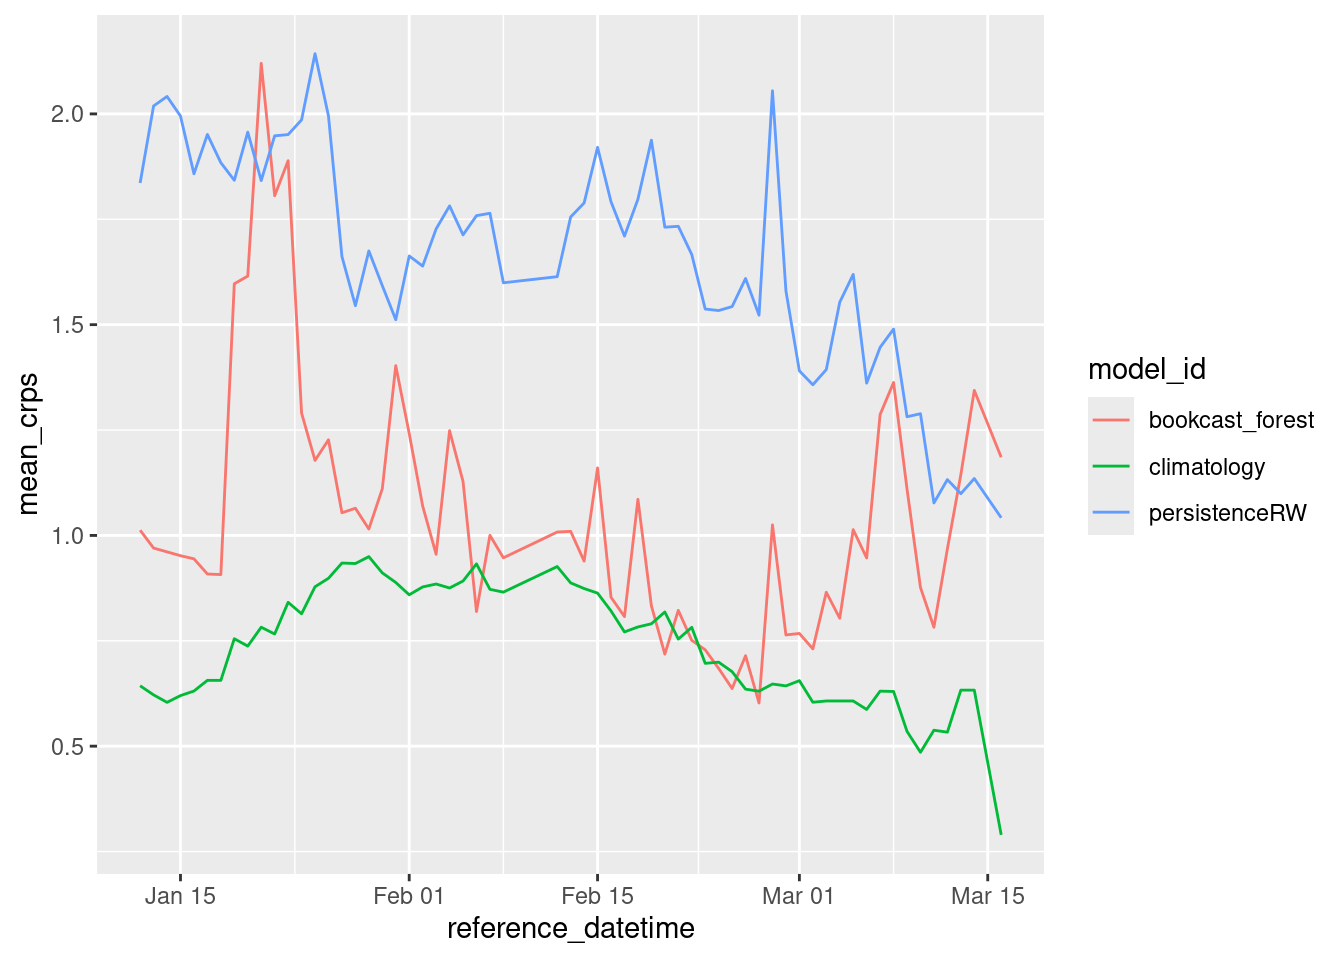 mean_crps
2.0
1.5
1.0
0.5
Jan 15
Feb 01
Feb 15
Mar 01
Mar 15
reference_datetime
model_id
bookcast_forest
climatology
persistenceRW